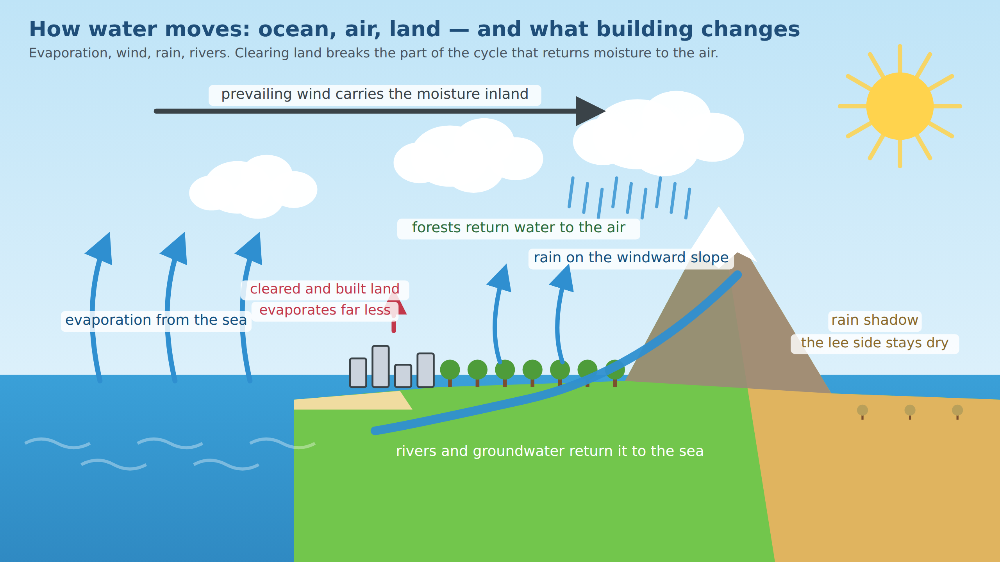 How water moves: ocean, air, land — and what building changes
Evaporation, wind, rain, rivers. Clearing land breaks the part of the cycle that returns moisture to the air.
prevailing wind carries the moisture inland
forests return water to the air
rain on the windward slope
cleared and built land
evaporates far less
evaporation from the sea
rain shadow
the lee side stays dry
rivers and groundwater return it to the sea